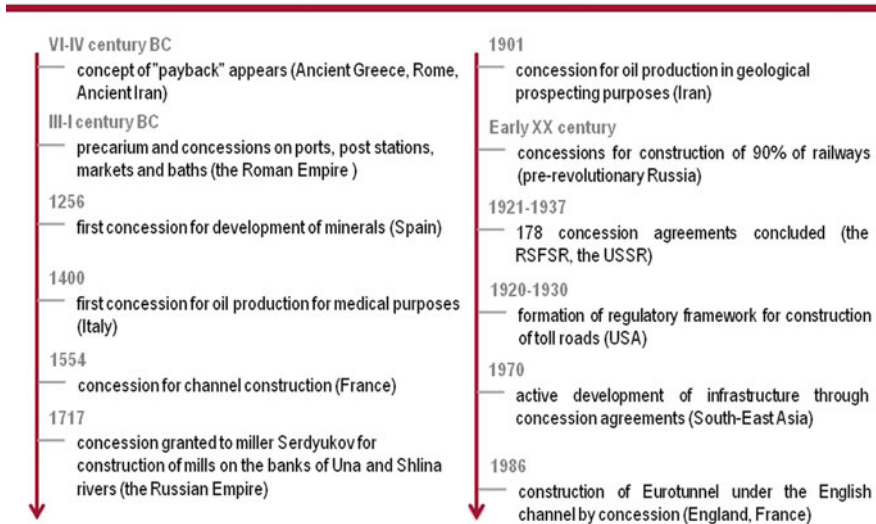 VI-IV century BC
concept of "payback" appears (Ancient Greece, Rome,
Ancient Iran)
III-I century BC
precarium and concessions on ports, post stations,
markets and baths (the Roman Empire )
1256
first concession for development of minerals (Spain)
1400
first concession for oil production for medical purposes
(Italy)
1554
concession for channel construction (France)
1717
concession granted to miller Serdyukov for
construction of mills on the banks of Una and Shlina
rivers (the Russian Empire)
1901
concession for oil production in geological
prospecting purposes (Iran)
Early XX century
concessions for construction of 90% of railways
(pre-revolutionary Russia)
1921-1937
178 concession agreements concluded (the
RSFSR, the USSR)
1920-1930
formation of regulatory framework for construction
of toll roads (USA)
1970
active development of infrastructure through
concession agreements (South-East Asia)
1986
construction of Eurotunnel under the English
channel by concession (England, France)